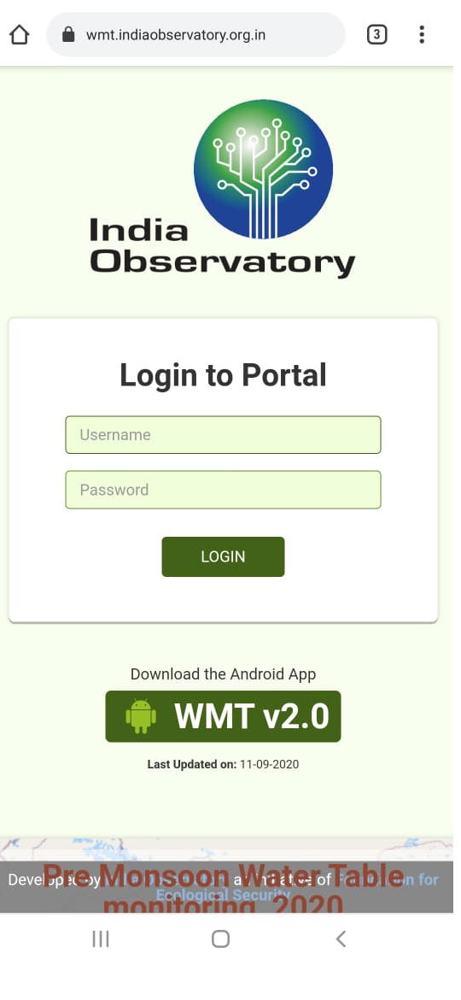 wmt.indiaobservatory.org.in
3
India
Observatory
Login to Portal
Username
Password
LOGIN
Download the Android App
WMT v2.0
Last Updated on: 11-09-2020
Pre Monsoon Water Table
monitoring, 2020
Developed by an initiative of Foundation for
Ecological Security